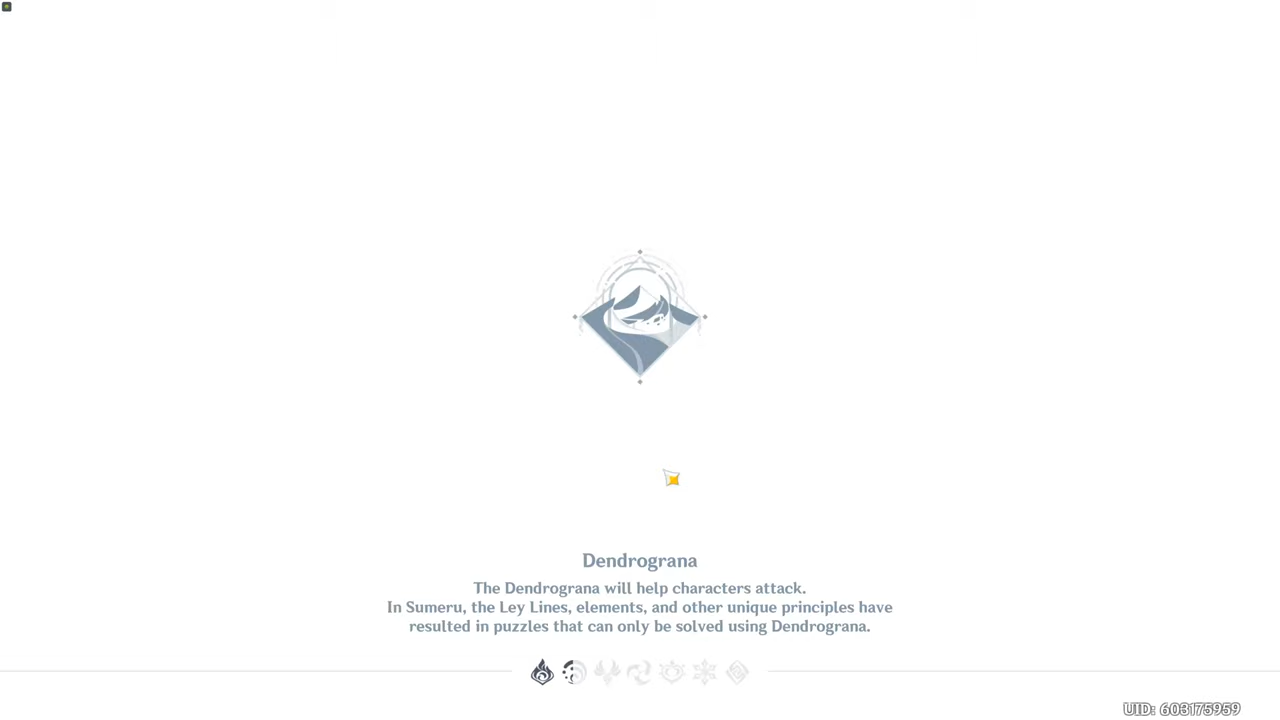 Dendrograna
The Dendrograna will help characters attack.
In Sumeru, the Ley Lines, elements, and other unique principles have
resulted in puzzles that can only be solved using Dendrograna.
UID: 603175959